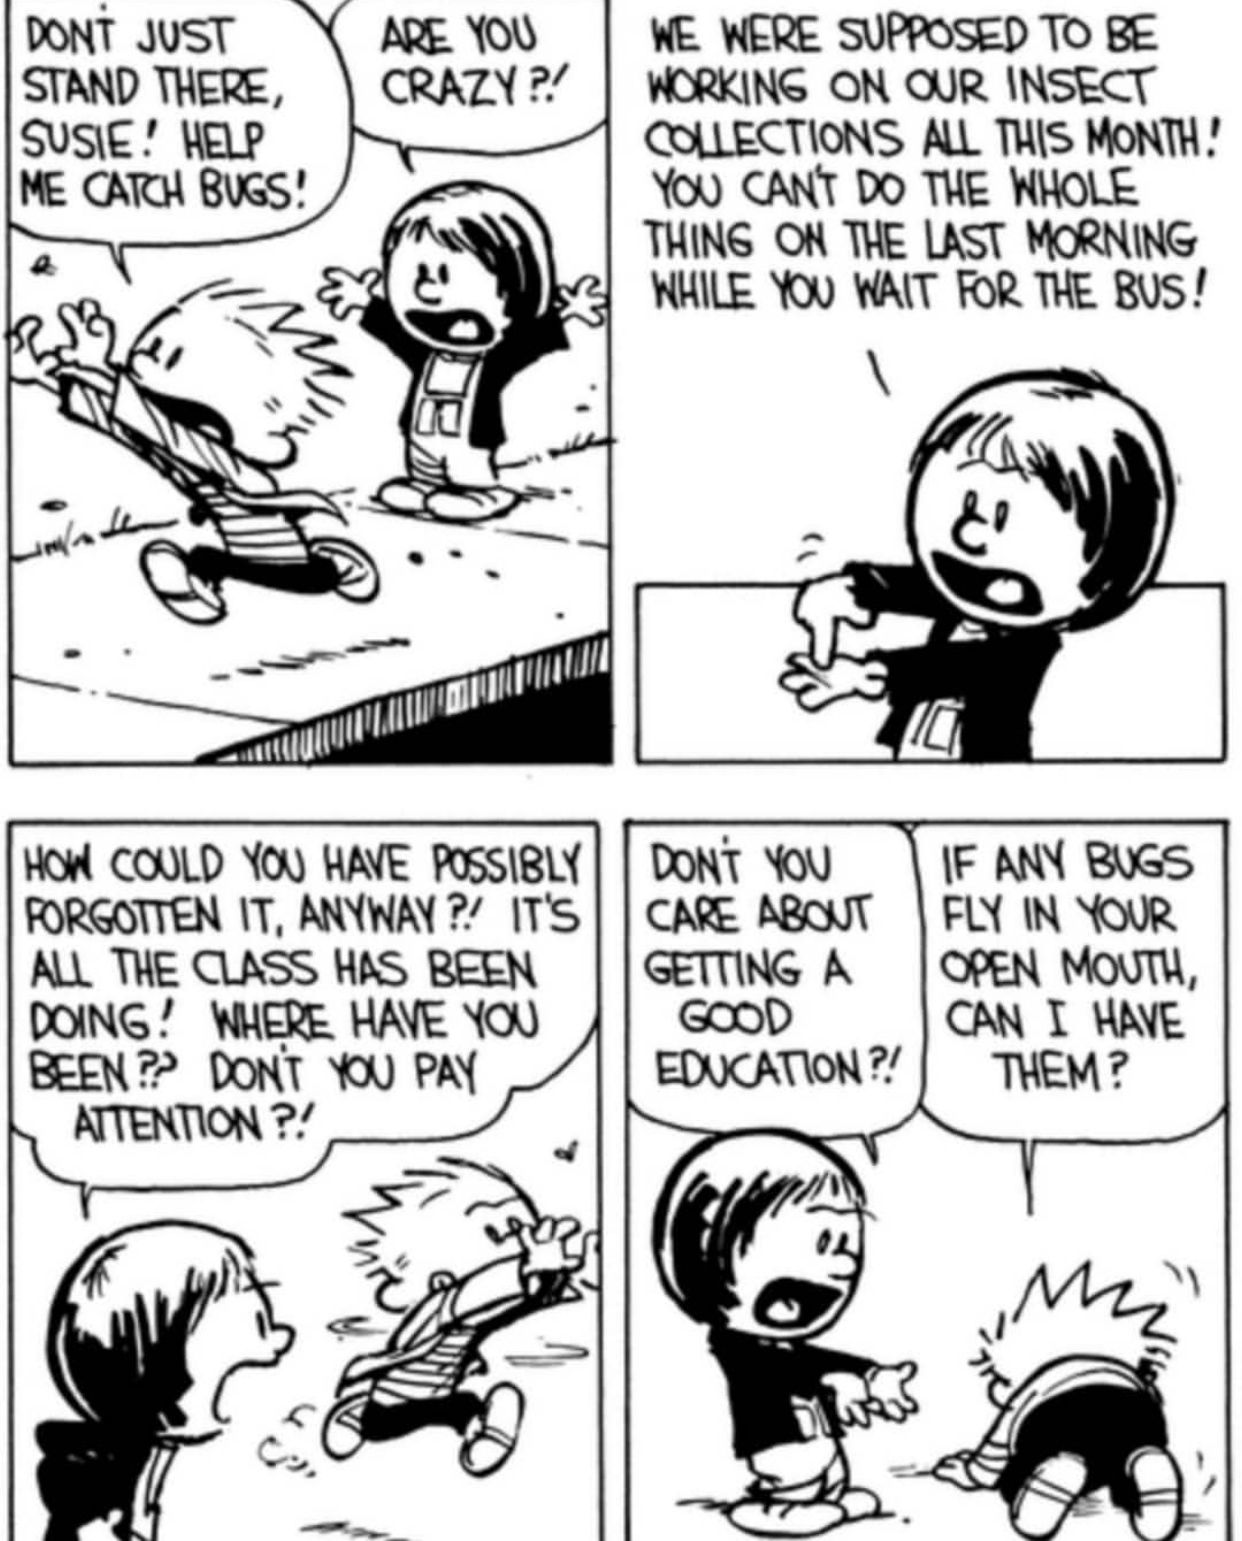 DON'T JUST
STAND THERE,
SUSIE! HELP
ME CATCH BUGS!
ARE YOU
CRAZY?!
WE WERE SUPPOSED TO BE
WORKING ON OUR INSECT
COLLECTIONS ALL THIS MONTH!
YOU CAN'T DO THE WHOLE
THING ON THE LAST MORNING
WHILE YOU WAIT FOR THE BUS!
HOW COULD YOU HAVE POSSIBLY
FORGOTTEN IT, ANYWAY?! IT'S
ALL THE CLASS HAS BEEN
DOING! WHERE HAVE YOU
BEEN?? DON'T YOU PAY
ATTENTION?!
DON'T YOU
CARE ABOUT
GETTING A
GOOD
EDUCATION?!
IF ANY BUGS
FLY IN YOUR
OPEN MOUTH,
CAN I HAVE
THEM?